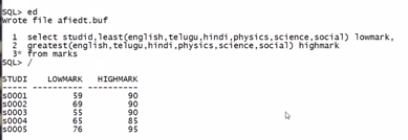 SQL> ed
Wrote file afiedt.buf
1 select studid,least(english,telugu,hindi,physics,science,social) lowmark,
2 greatest(english,telugu,hindi,physics,science,social) highmark
3* from marks
SQL> /
STUDI LOWMARK HIGHMARK
----- ---------- ----------
s0001 59 90
s0002 69 90
s0003 55 90
s0004 65 85
s0005 76 95